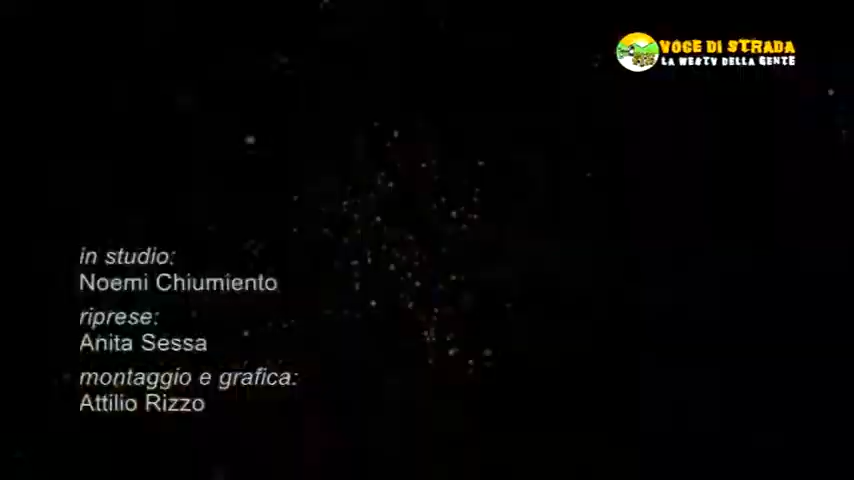 VOCE DI STRADA
LA WEBTV DELLA GENTE
in studio:
Noemi Chiumiento
riprese:
Anita Sessa
montaggio e grafica:
Attilio Rizzo